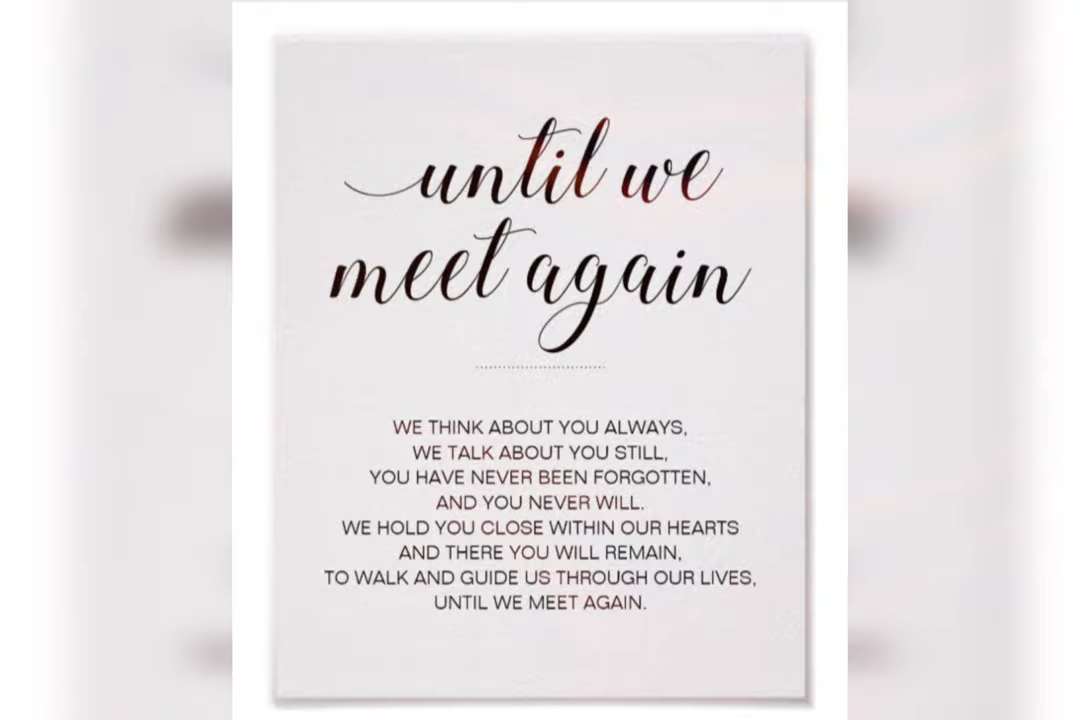 until we
meet again
WE THINK ABOUT YOU ALWAYS,
WE TALK ABOUT YOU STILL,
YOU HAVE NEVER BEEN FORGOTTEN,
AND YOU NEVER WILL.
WE HOLD YOU CLOSE WITHIN OUR HEARTS
AND THERE YOU WILL REMAIN,
TO WALK AND GUIDE US THROUGH OUR LIVES,
UNTIL WE MEET AGAIN.